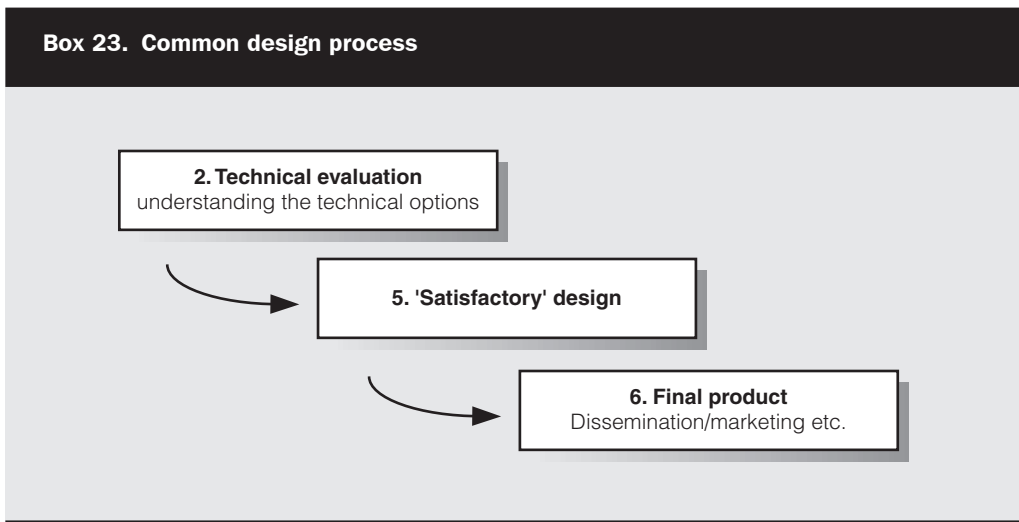 Box 23. Common design process
2. Technical evaluation
understanding the technical options
5. 'Satisfactory' design
6. Final product
Dissemination/marketing etc.